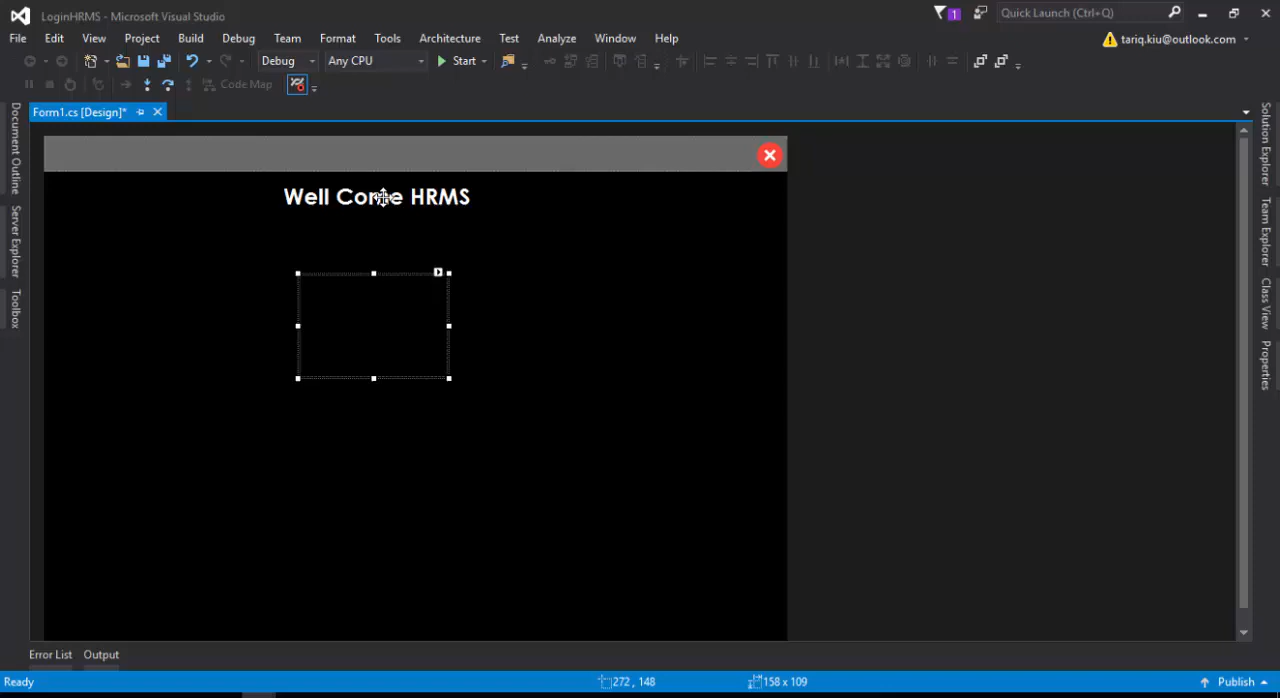 LoginHRMS - Microsoft Visual Studio
1
Quick Launch (Ctrl+Q)
File Edit View Project Build Debug Team Format Tools Architecture Test Analyze Window Help
tariq.kiu@outlook.com
Debug Any CPU Start
Code Map
Form1.cs [Design]*
Document Outline
Server Explorer
Toolbox
Well Come HRMS
Solution Explorer
Team Explorer
Class View
Properties
Error List Output
Ready 272 , 148 158 x 109 Publish